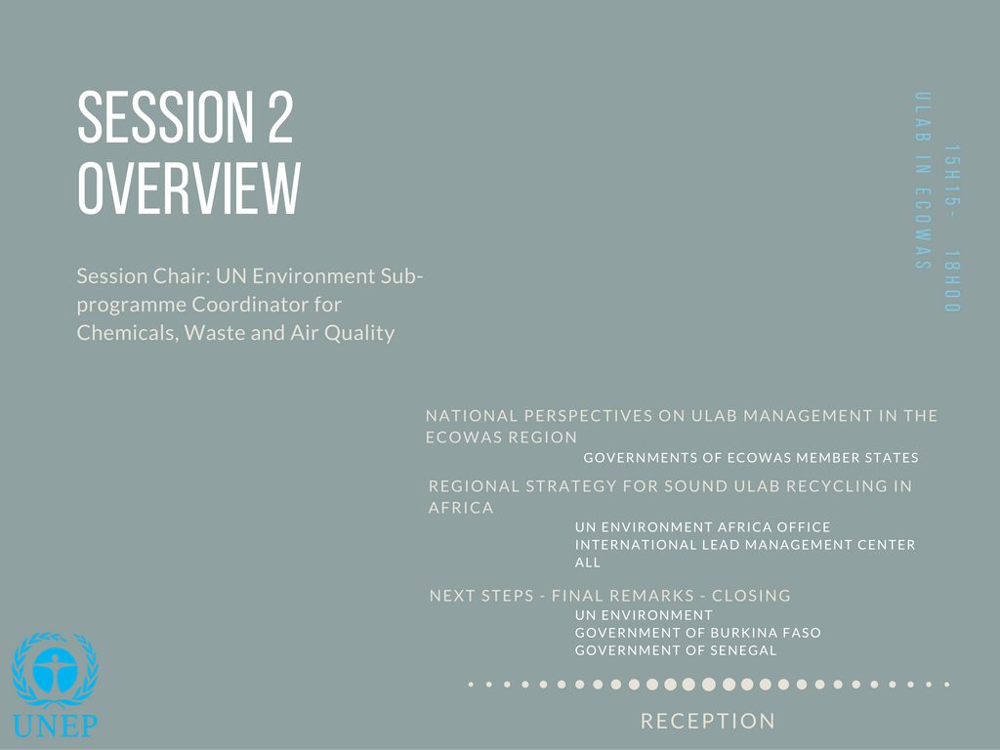 SESSION 2
OVERVIEW
Session Chair: UN Environment Sub-
programme Coordinator for
Chemicals, Waste and Air Quality
15H15- 18H00
ULAB IN ECOWAS
NATIONAL PERSPECTIVES ON ULAB MANAGEMENT IN THE
ECOWAS REGION
GOVERNMENTS OF ECOWAS MEMBER STATES
REGIONAL STRATEGY FOR SOUND ULAB RECYCLING IN
AFRICA
UN ENVIRONMENT AFRICA OFFICE
INTERNATIONAL LEAD MANAGEMENT CENTER
ALL
NEXT STEPS - FINAL REMARKS - CLOSING
UN ENVIRONMENT
GOVERNMENT OF BURKINA FASO
GOVERNMENT OF SENEGAL
RECEPTION
UNEP